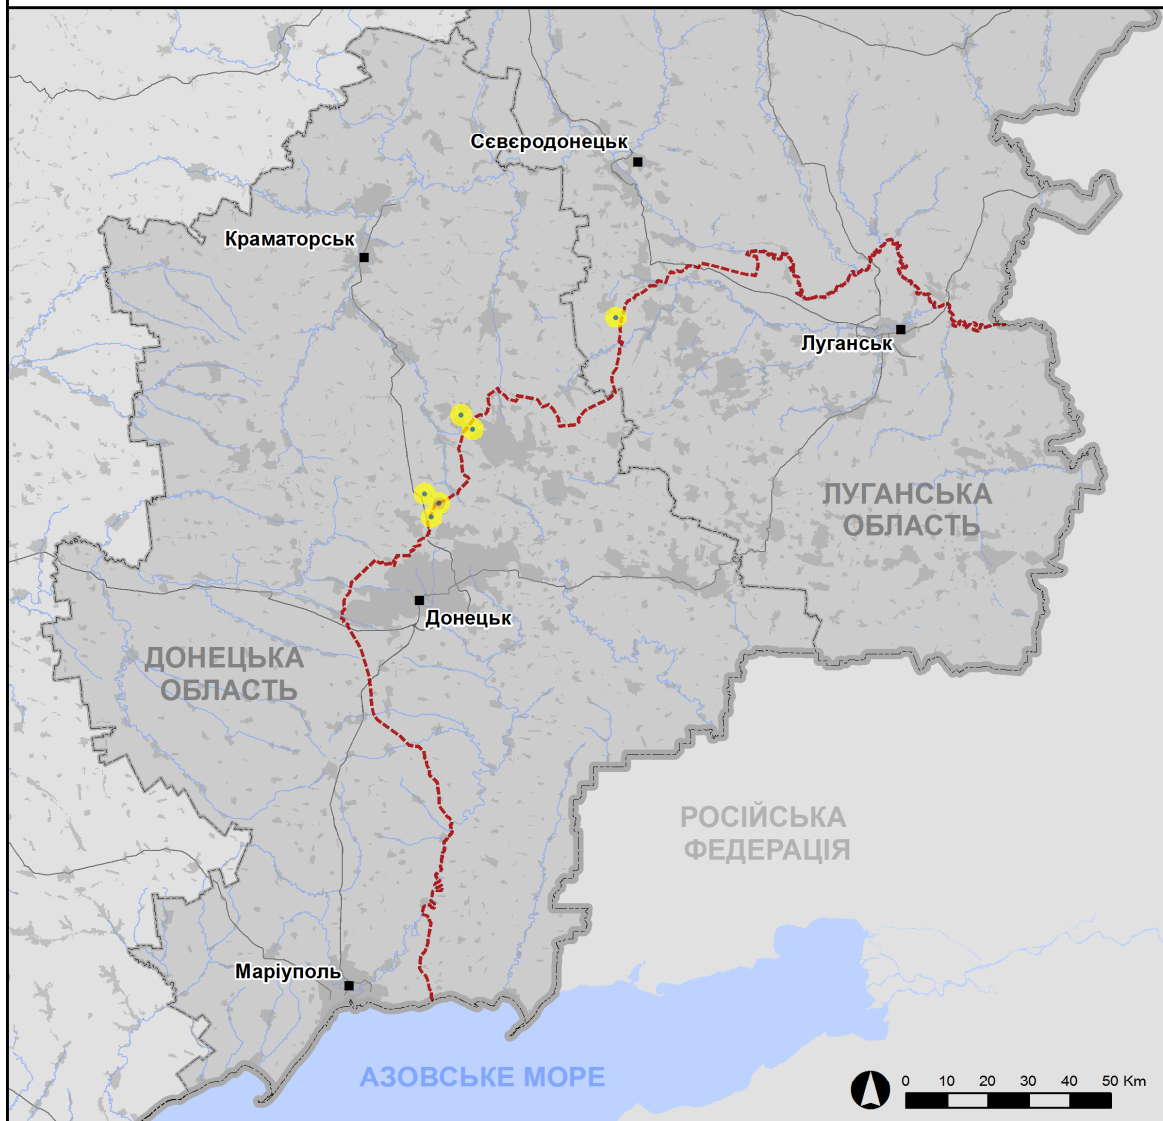 Сєвєродонецьк
Краматорськ
Луганськ
ЛУГАНСЬКА
ОБЛАСТЬ
Донецьк
ДОНЕЦЬКА
ОБЛАСТЬ
РОСІЙСЬКА
ФЕДЕРАЦІЯ
Маріуполь
АЗОВСЬКЕ МОРЕ
0 10 20 30 40 50 Km